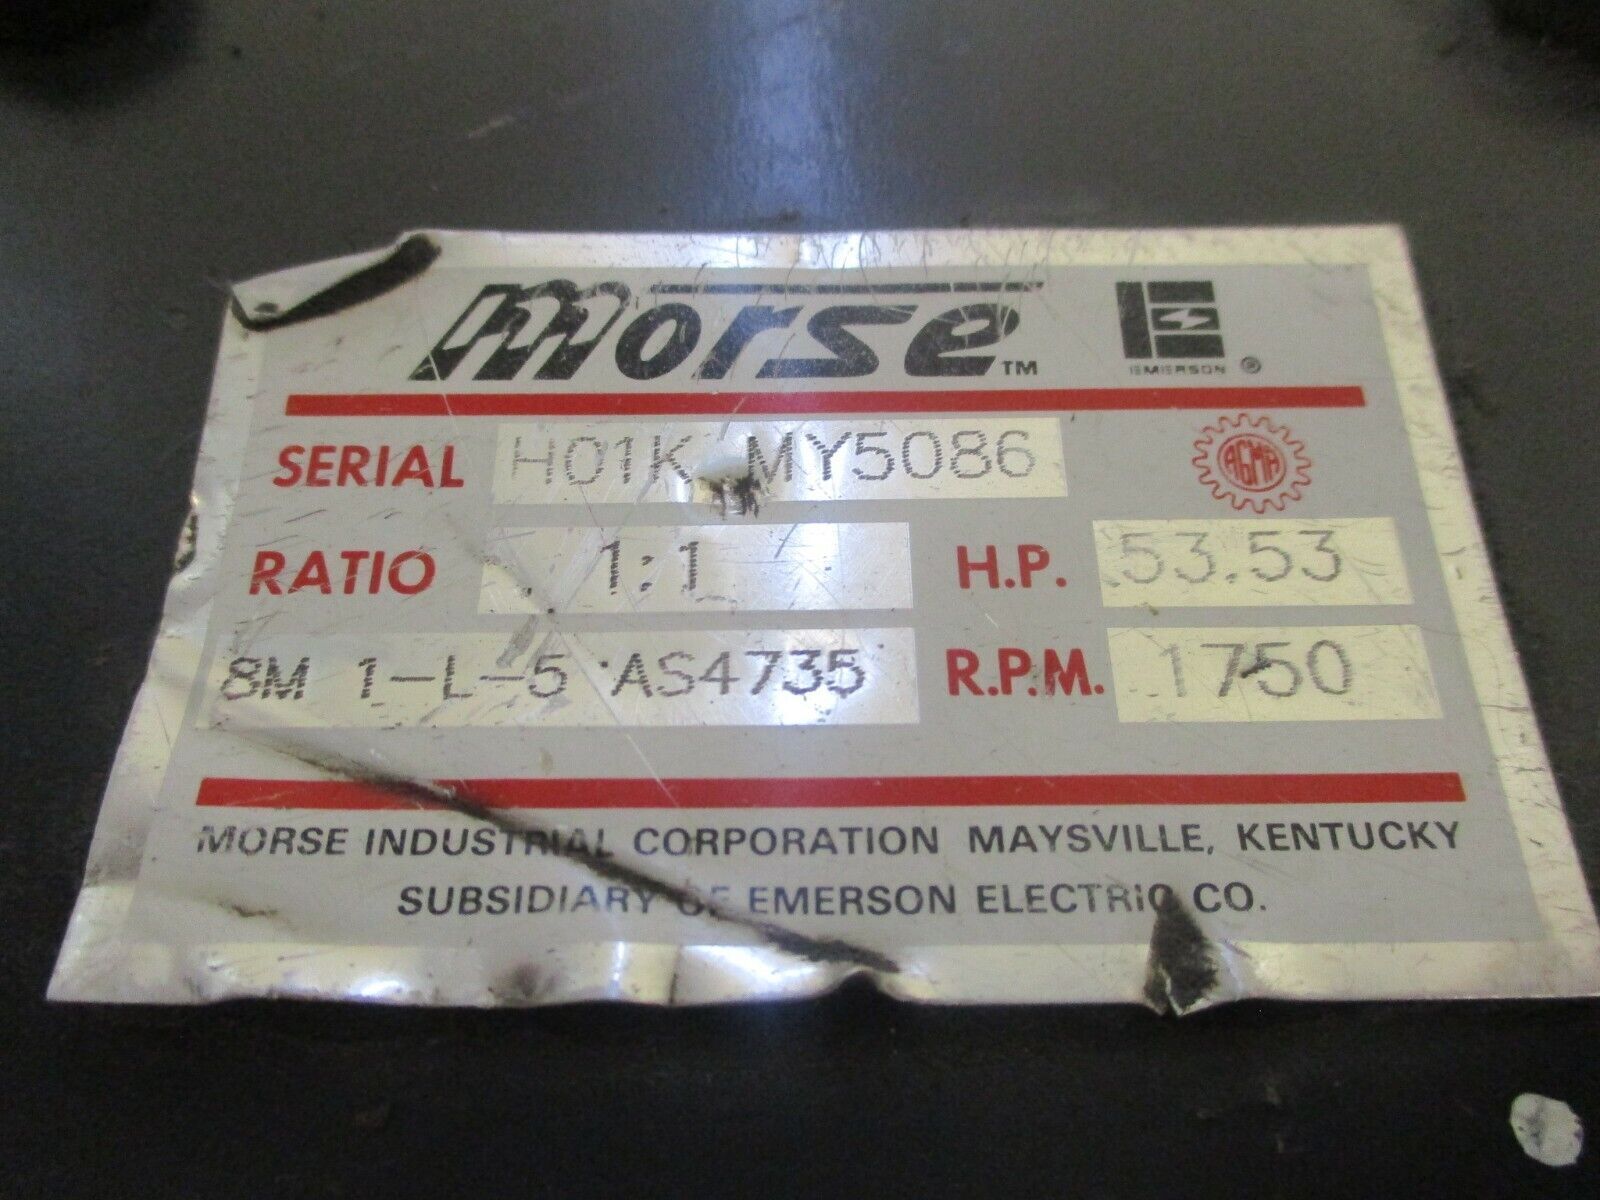 morse™
EMERSON ®
SERIAL H01K MY5086
AGMA
RATIO 1:1 H.P. 53.53
8M 1-L-5 AS4735 R.P.M. 1750
MORSE INDUSTRIAL CORPORATION MAYSVILLE, KENTUCKY
SUBSIDIARY OF EMERSON ELECTRIC CO.